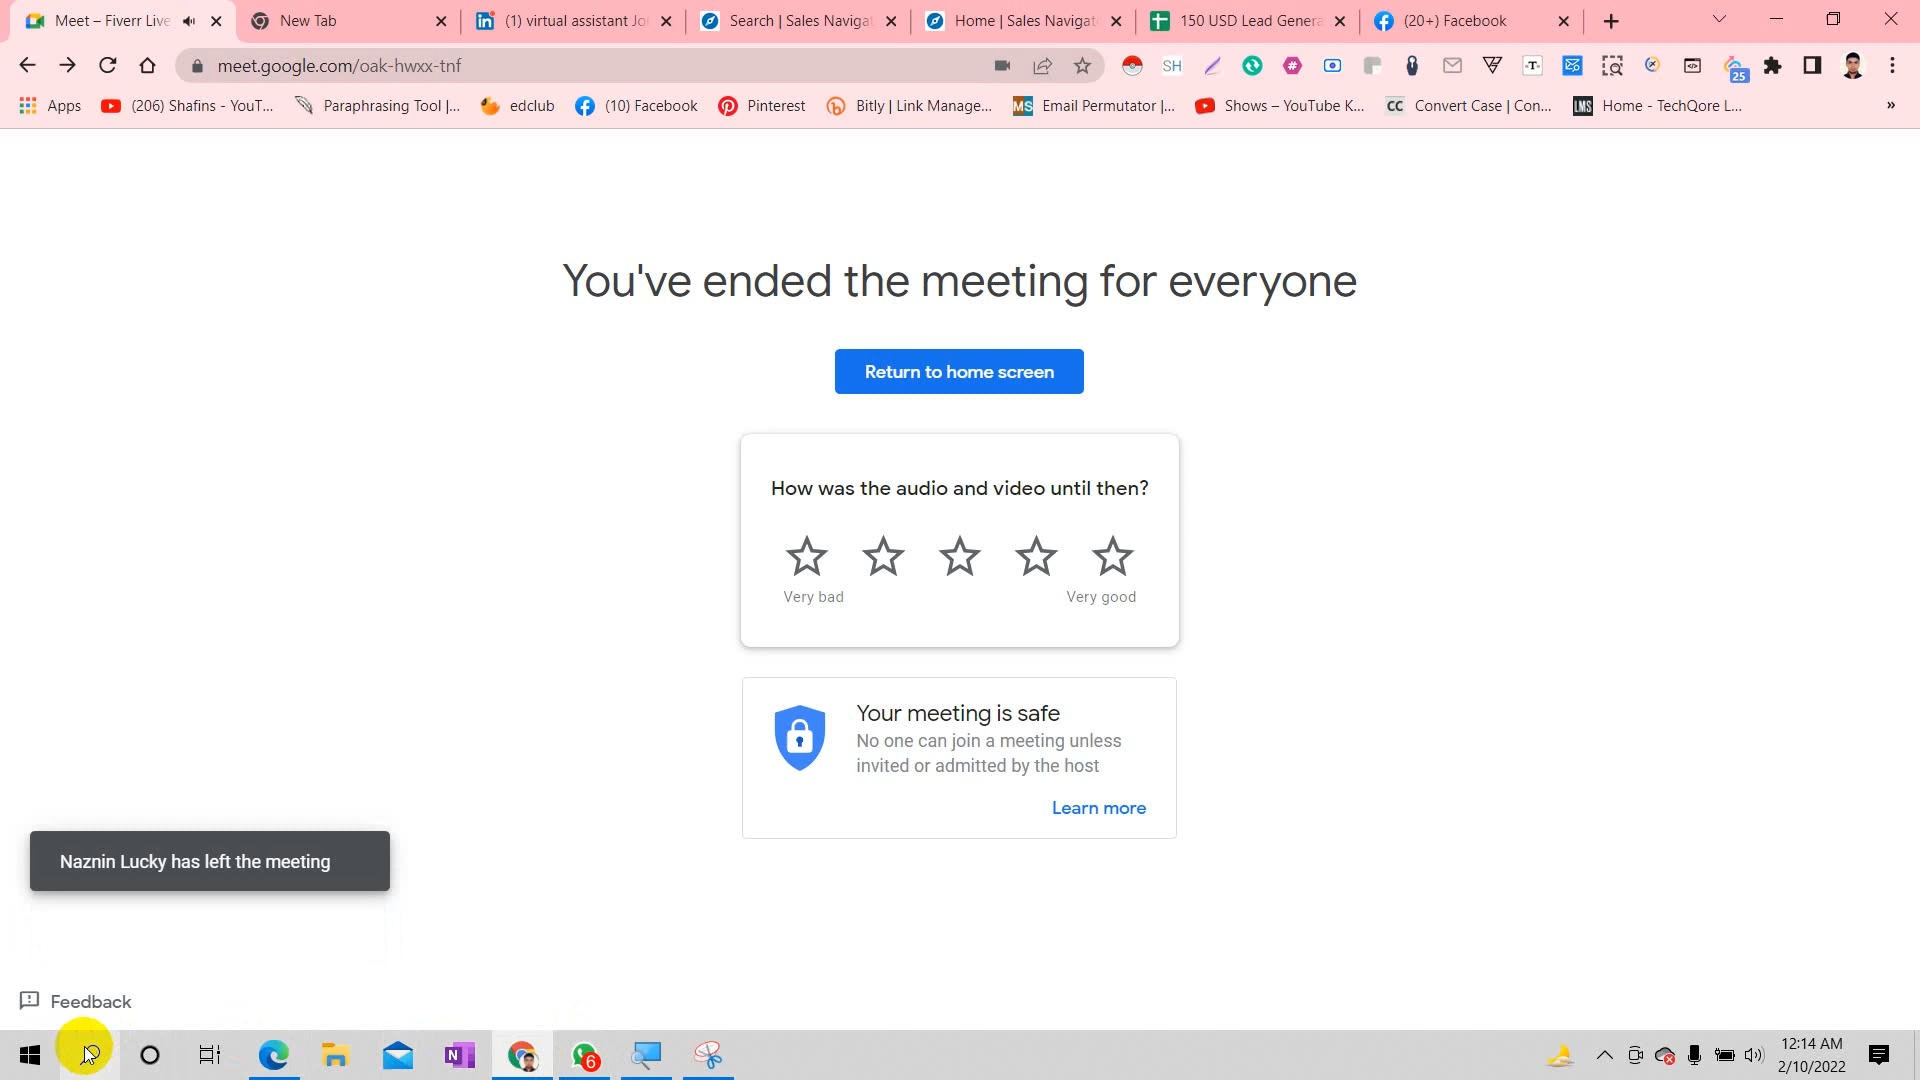 Meet – Fiverr Live
New Tab
(1) virtual assistant Jo
Search | Sales Navigat
Home | Sales Navigat
150 USD Lead Genera
(20+) Facebook
meet.google.com/oak-hwxx-tnf
SH
T
25
Apps
(206) Shafins - YouT...
Paraphrasing Tool |...
edclub
(10) Facebook
Pinterest
Bitly | Link Manage...
MS
Email Permutator |...
Shows – YouTube K...
CC
Convert Case | Con...
LMS
Home - TechQore L...
»
You've ended the meeting for everyone
Return to home screen
How was the audio and video until then?
Very bad
Very good
Your meeting is safe
No one can join a meeting unless
invited or admitted by the host
Learn more
Naznin Lucky has left the meeting
Feedback
N
6
12:14 AM
2/10/2022